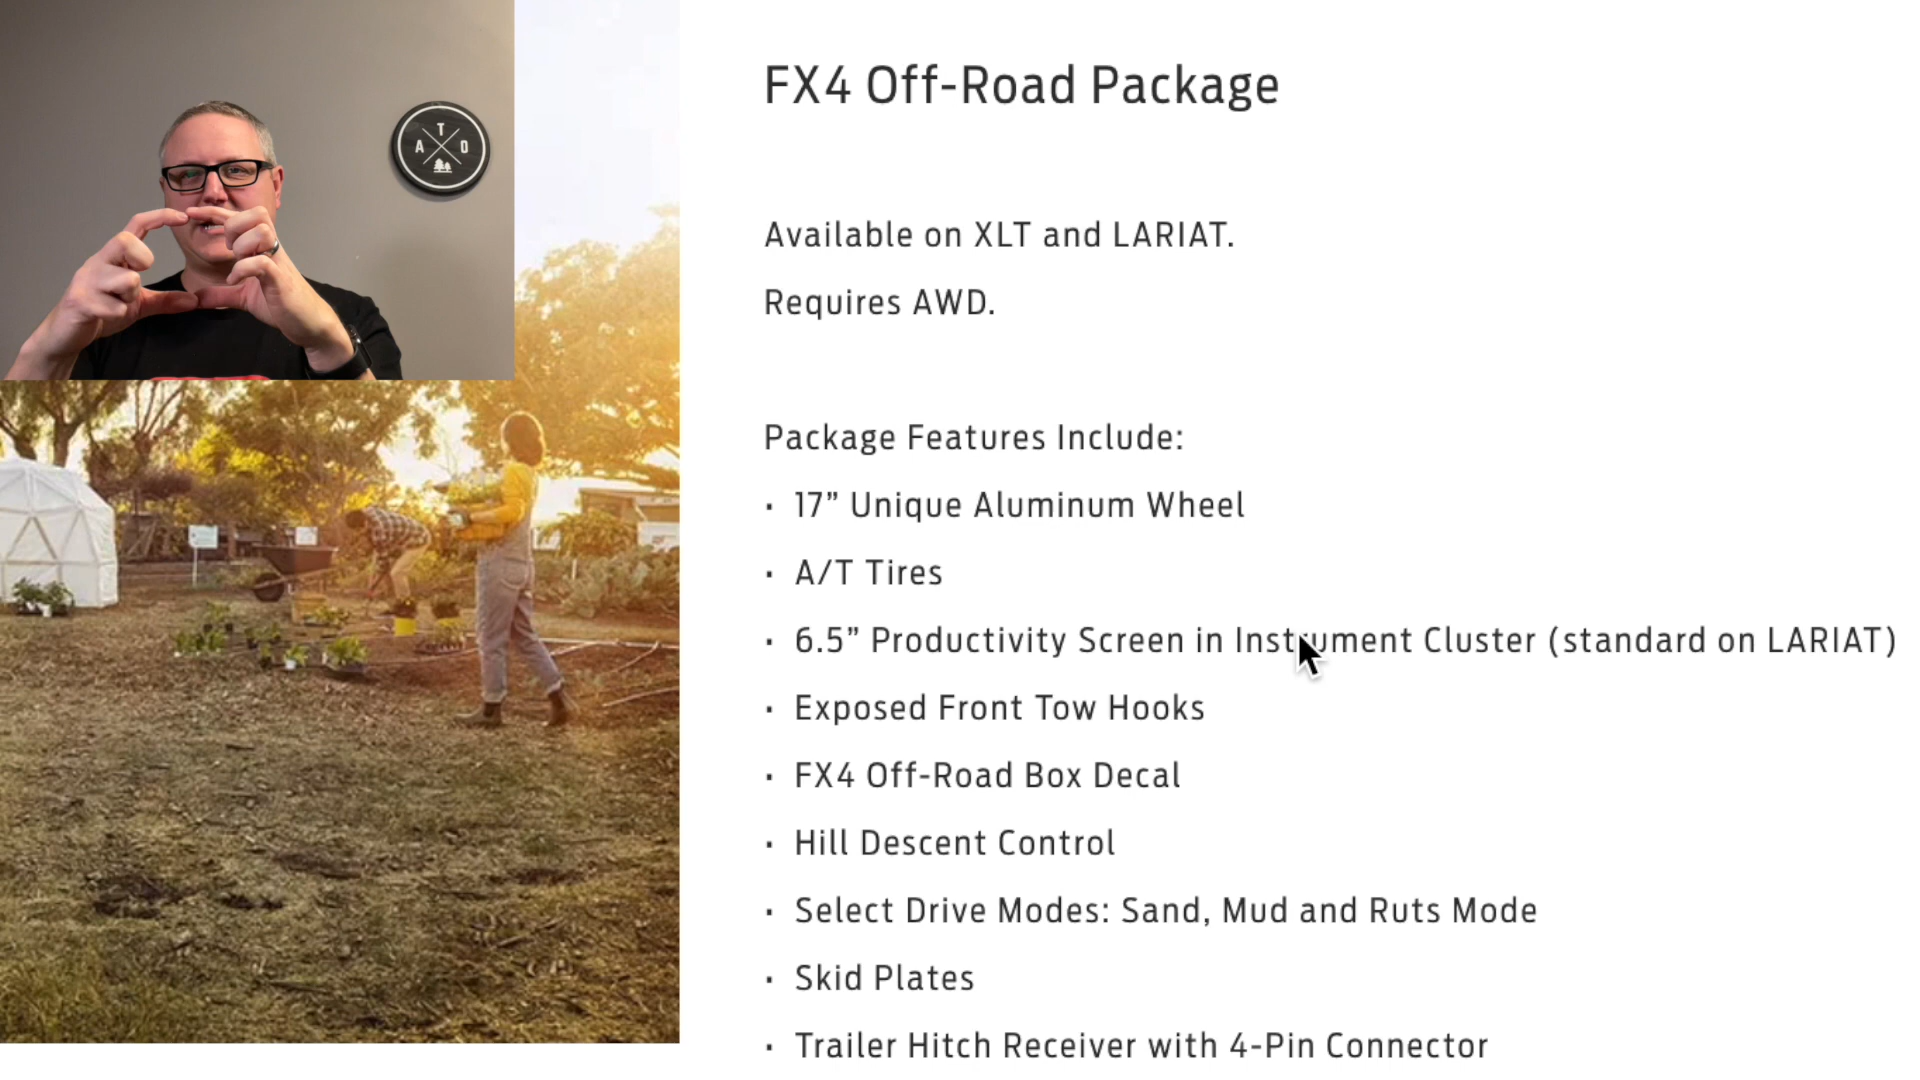 A T O
FX4 Off-Road Package
Available on XLT and LARIAT.
Requires AWD.
Package Features Include:
· 17” Unique Aluminum Wheel
· A/T Tires
· 6.5” Productivity Screen in Instrument Cluster (standard on LARIAT)
· Exposed Front Tow Hooks
· FX4 Off-Road Box Decal
· Hill Descent Control
· Select Drive Modes: Sand, Mud and Ruts Mode
· Skid Plates
· Trailer Hitch Receiver with 4-Pin Connector